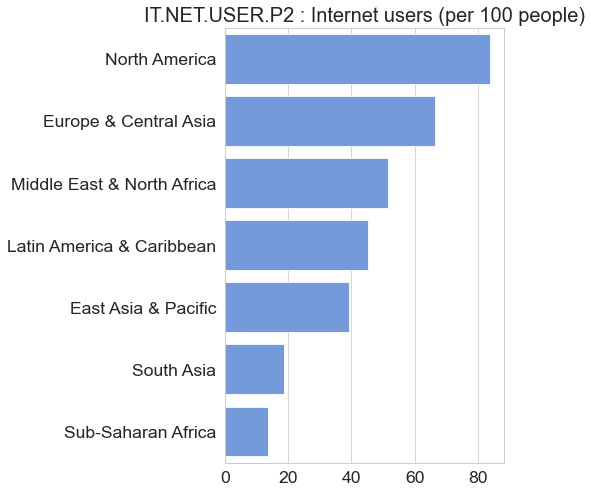 IT.NET.USER.P2 : Internet users (per 100 people)
North America
Europe & Central Asia
Middle East & North Africa
Latin America & Caribbean
East Asia & Pacific
South Asia
Sub-Saharan Africa
0 20 40 60 80